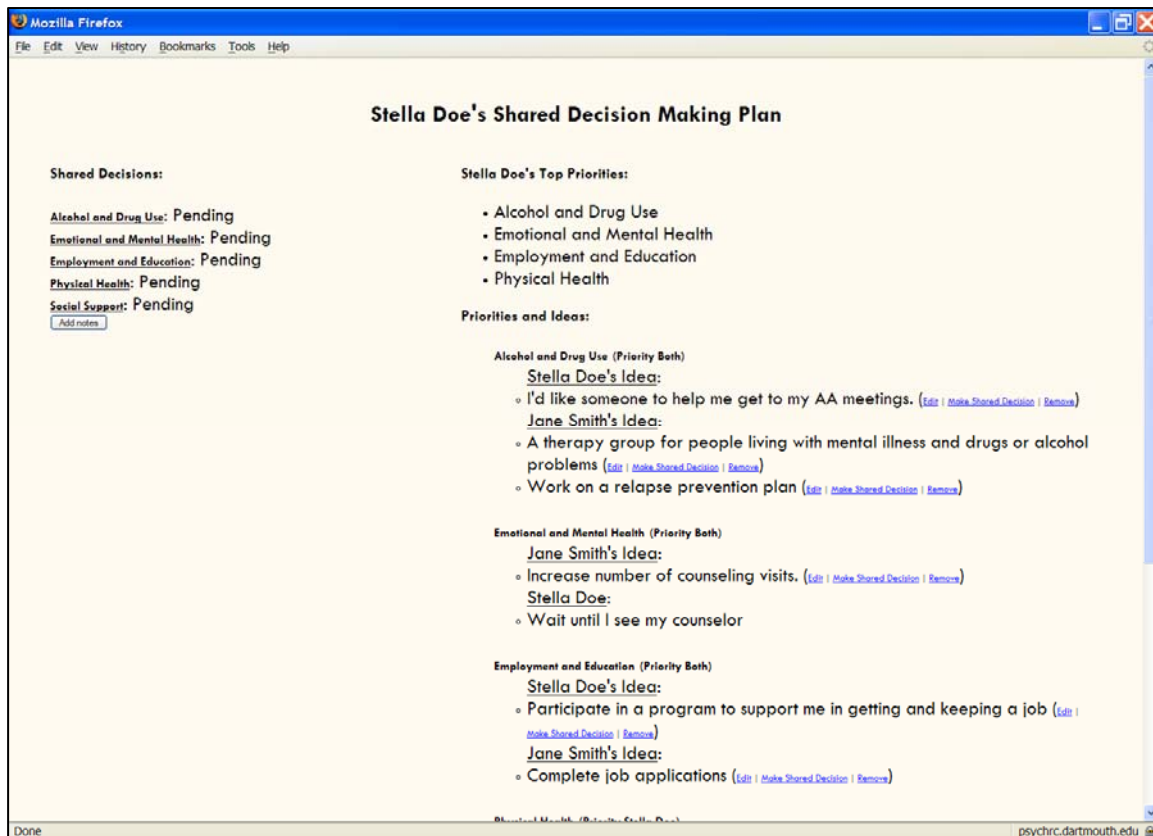 Mozilla Firefox
File Edit View History Bookmarks Tools Help
Stella Doe's Shared Decision Making Plan
Shared Decisions:
Alcohol and Drug Use: Pending
Emotional and Mental Health: Pending
Employment and Education: Pending
Physical Health: Pending
Social Support: Pending
Add notes
Stella Doe's Top Priorities:
• Alcohol and Drug Use
• Emotional and Mental Health
• Employment and Education
• Physical Health
Priorities and Ideas:
Alcohol and Drug Use (Priority Both)
Stella Doe's Idea:
◦ I'd like someone to help me get to my AA meetings. (Edit | Make Shared Decision | Remove)
Jane Smith's Idea:
◦ A therapy group for people living with mental illness and drugs or alcohol
problems (Edit | Make Shared Decision | Remove)
◦ Work on a relapse prevention plan (Edit | Make Shared Decision | Remove)
Emotional and Mental Health (Priority Both)
Jane Smith's Idea:
◦ Increase number of counseling visits. (Edit | Make Shared Decision | Remove)
Stella Doe:
◦ Wait until I see my counselor
Employment and Education (Priority Both)
Stella Doe's Idea:
◦ Participate in a program to support me in getting and keeping a job (Edit |
Make Shared Decision | Remove)
Jane Smith's Idea:
◦ Complete job applications (Edit | Make Shared Decision | Remove)
Physical Health (Priority Stella Doe)
Done
psychrc.dartmouth.edu